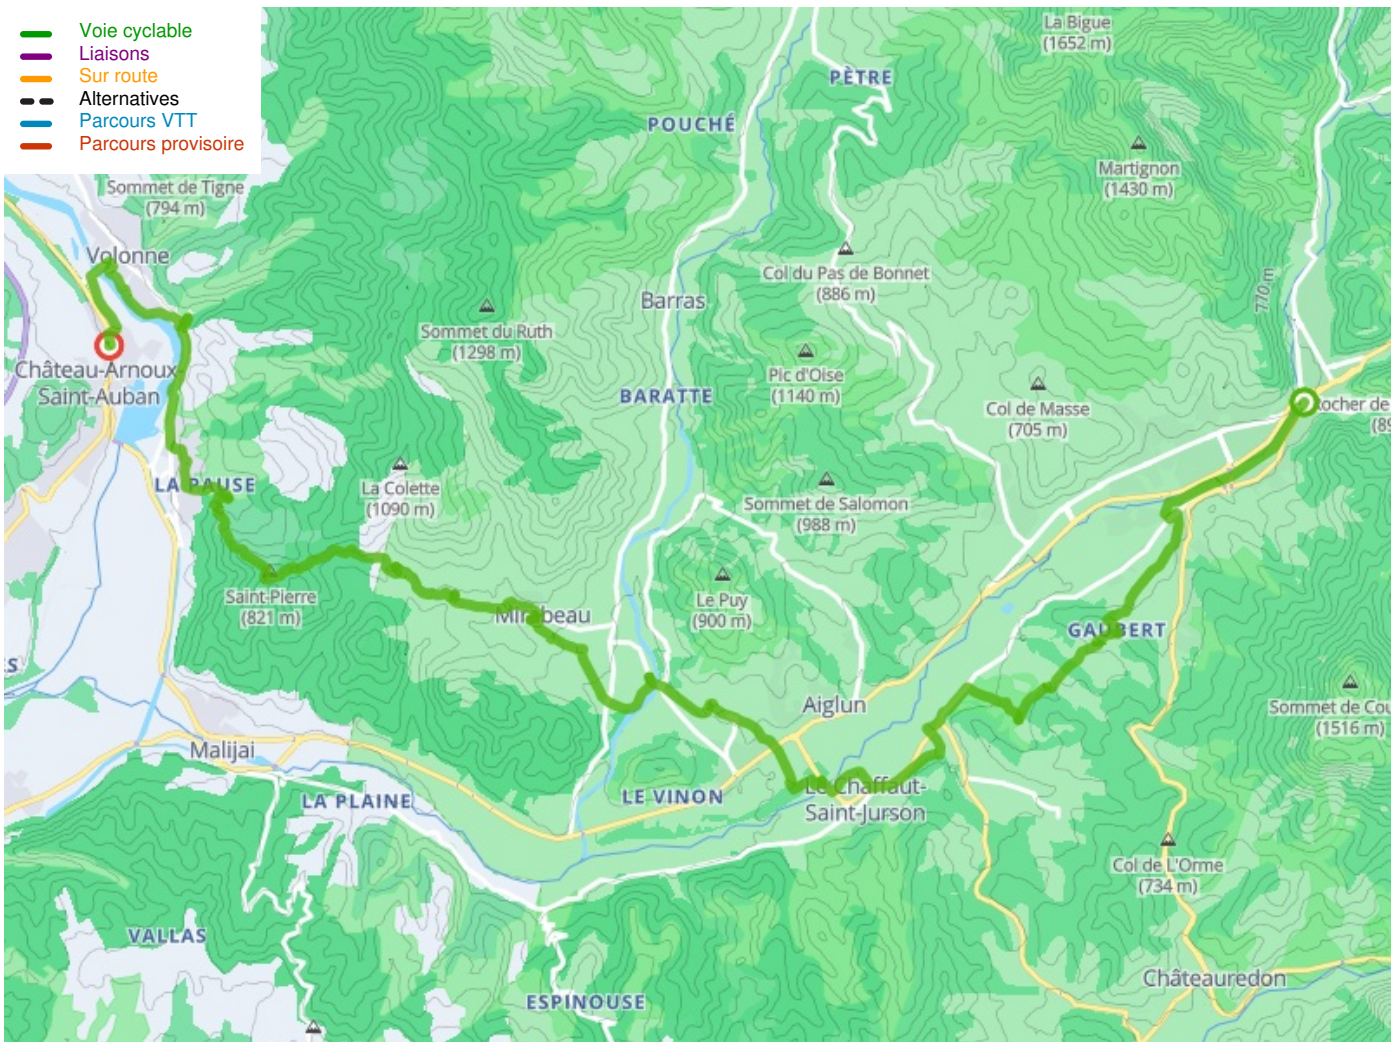 Voie cyclable
Liaisons
Sur route
Alternatives
Parcours VTT
Parcours provisoire
La Bigue
(1652 m)
PÈTRE
POUCHÉ
Martignon
(1430 m)
Sommet de Tigne
(794 m)
Volonne
Col du Pas de Bonnet
(886 m)
770 m
Barras
Sommet du Ruth
(1298 m)
Château-Arnoux
Saint-Auban
Pic d'Oise
(1140 m)
BARATTE
Col de Masse
(705 m)
Rocher de
(89
LA PAUSE
La Colette
(1090 m)
Sommet de Salomon
(988 m)
Saint-Pierre
(821 m)
Mirabeau
Le Puy
(900 m)
GAUBERT
ES
Aiglun
Sommet de Cou
(1516 m)
Malijai
LA PLAINE
LE VINON
Le Chaffaut-
Saint-Jurson
Col de L'Orme
(734 m)
VALLAS
Châteauredon
ESPINOUSE